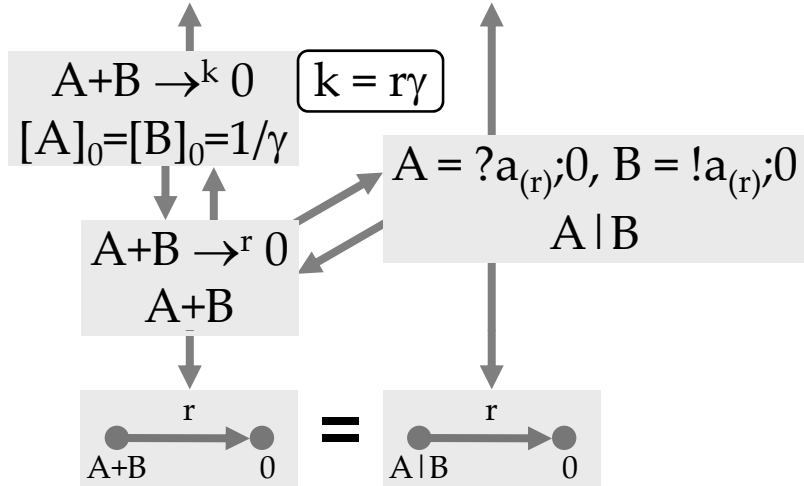 A+B →ᵏ 0
k = rγ
[A]₀=[B]₀=1/γ
A = ?a₍ᵣ₎;0, B = !a₍ᵣ₎;0
A|B
A+B →ʳ 0
A+B
r
A+B 0
=
r
A|B 0